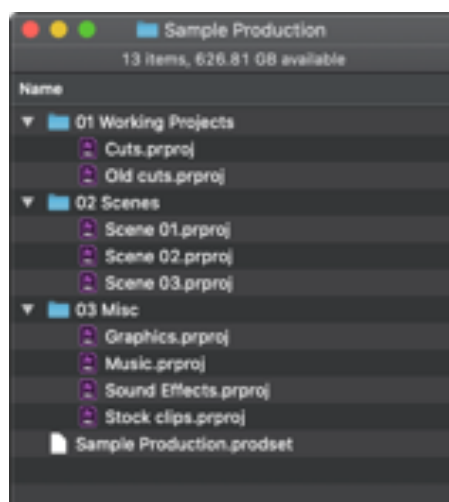 Sample Production
13 items, 626.81 GB available
Name
01 Working Projects
Cuts.prproj
Old cuts.prproj
02 Scenes
Scene 01.prproj
Scene 02.prproj
Scene 03.prproj
03 Misc
Graphics.prproj
Music.prproj
Sound Effects.prproj
Stock clips.prproj
Sample Production.prodset